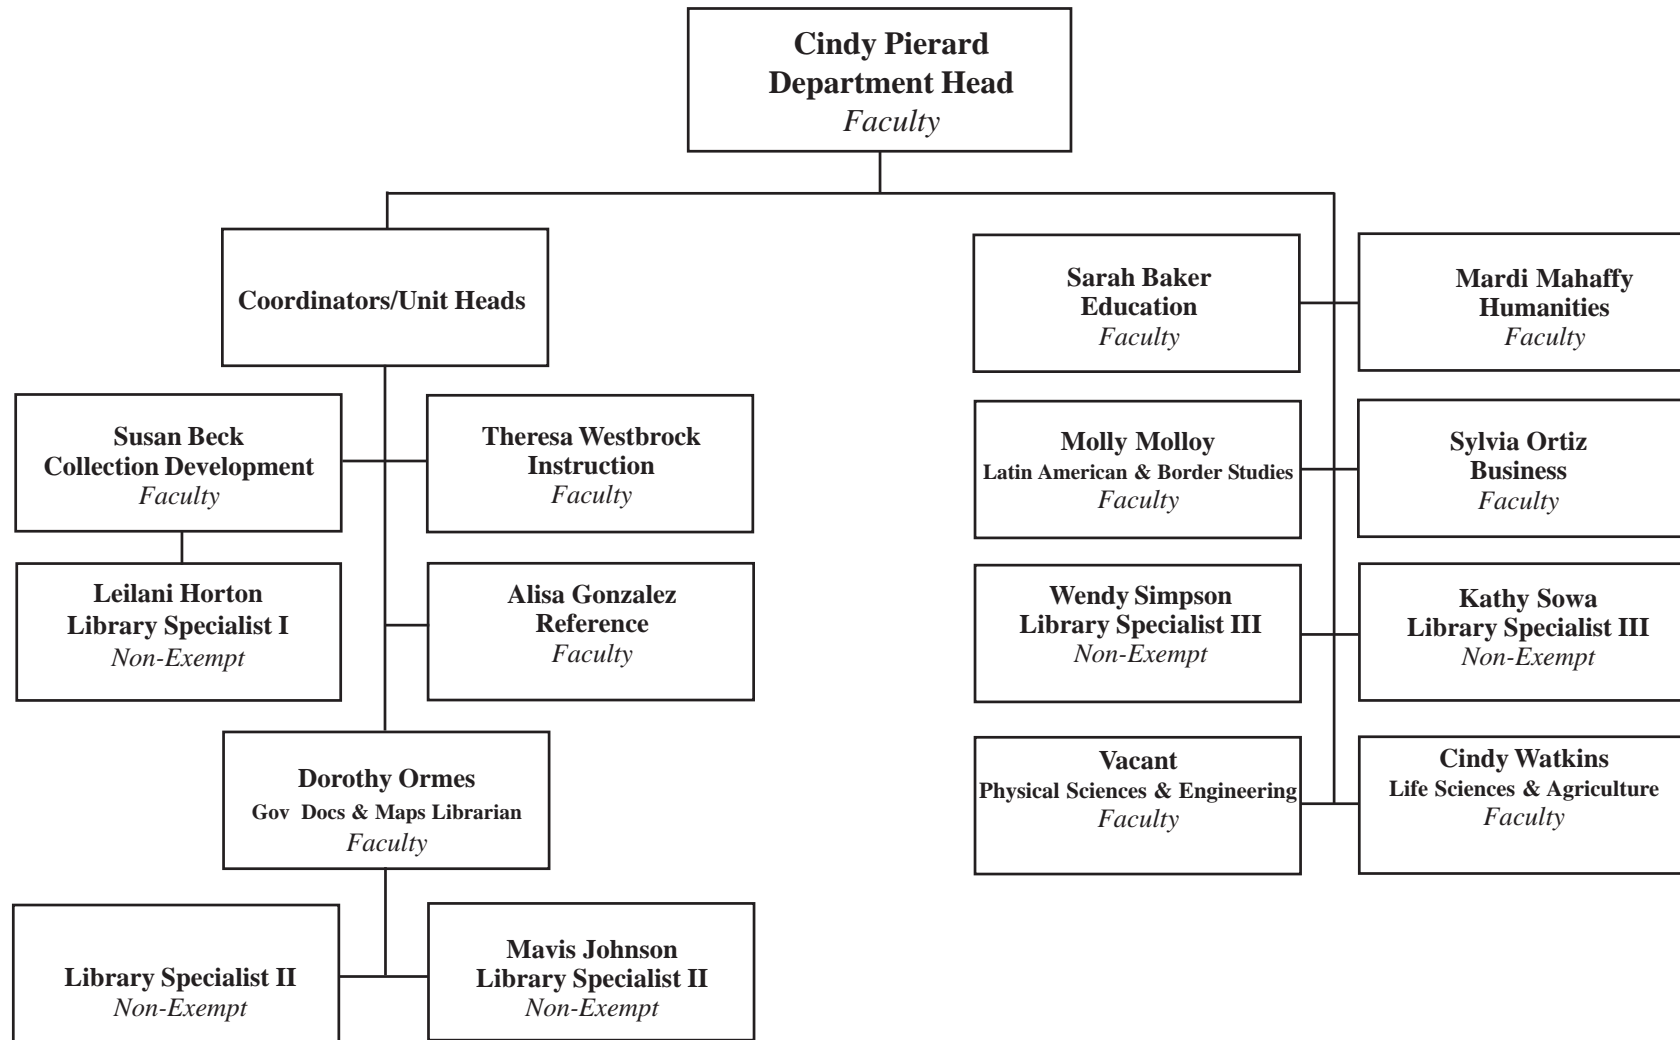 Cindy Pierard
Department Head
Faculty
Coordinators/Unit Heads
Susan Beck
Collection Development
Faculty
Theresa Westbrock
Instruction
Faculty
Leilani Horton
Library Specialist I
Non-Exempt
Alisa Gonzalez
Reference
Faculty
Dorothy Ormes
Gov Docs & Maps Librarian
Faculty
Library Specialist II
Non-Exempt
Mavis Johnson
Library Specialist II
Non-Exempt
Sarah Baker
Education
Faculty
Mardi Mahaffy
Humanities
Faculty
Molly Molloy
Latin American & Border Studies
Faculty
Sylvia Ortiz
Business
Faculty
Wendy Simpson
Library Specialist III
Non-Exempt
Kathy Sowa
Library Specialist III
Non-Exempt
Vacant
Physical Sciences & Engineering
Faculty
Cindy Watkins
Life Sciences & Agriculture
Faculty